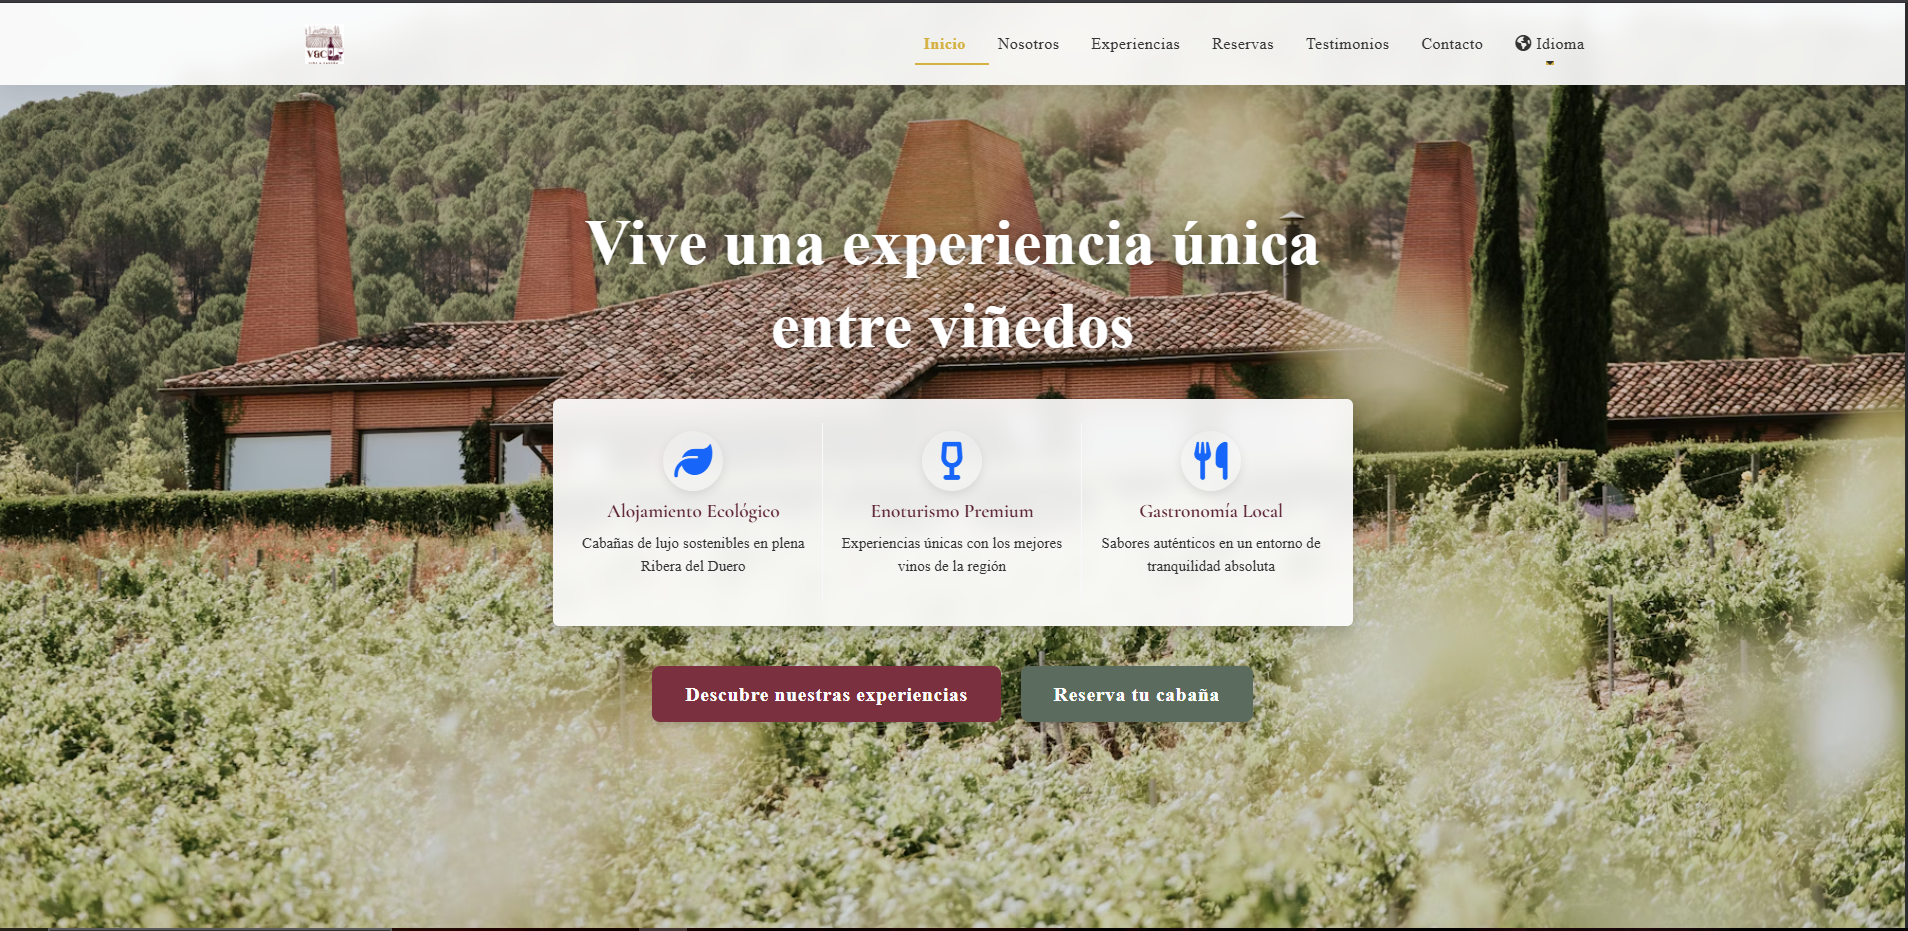 V&C
Inicio Nosotros Experiencias Reservas Testimonios Contacto Idioma
Vive una experiencia única
entre viñedos
Alojamiento Ecológico
Cabañas de lujo sostenibles en plena
Ribera del Duero
Enoturismo Premium
Experiencias únicas con los mejores
vinos de la región
Gastronomía Local
Sabores auténticos en un entorno de
tranquilidad absoluta
Descubre nuestras experiencias
Reserva tu cabaña